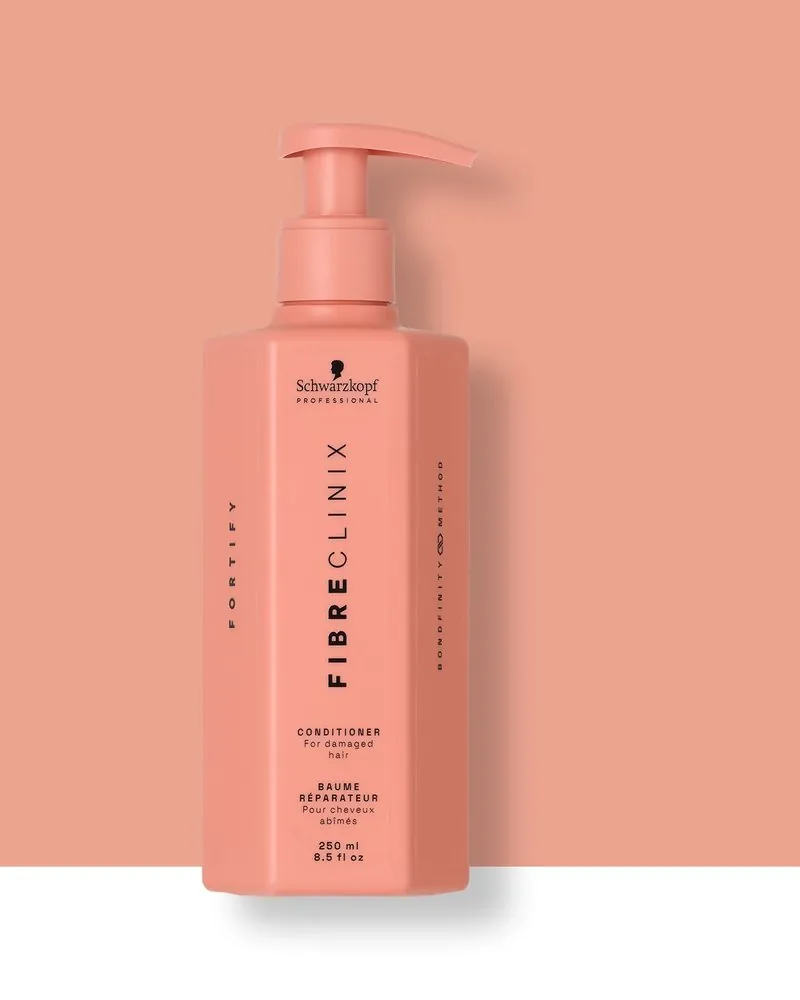 Schwarzkopf
PROFESSIONAL
FORTIFY
FIBRECLINIX
BONDFINITY METHOD
CONDITIONER
For damaged
hair
BAUME
RÉPARATEUR
Pour cheveux
abîmés
250 ml
8.5 fl oz